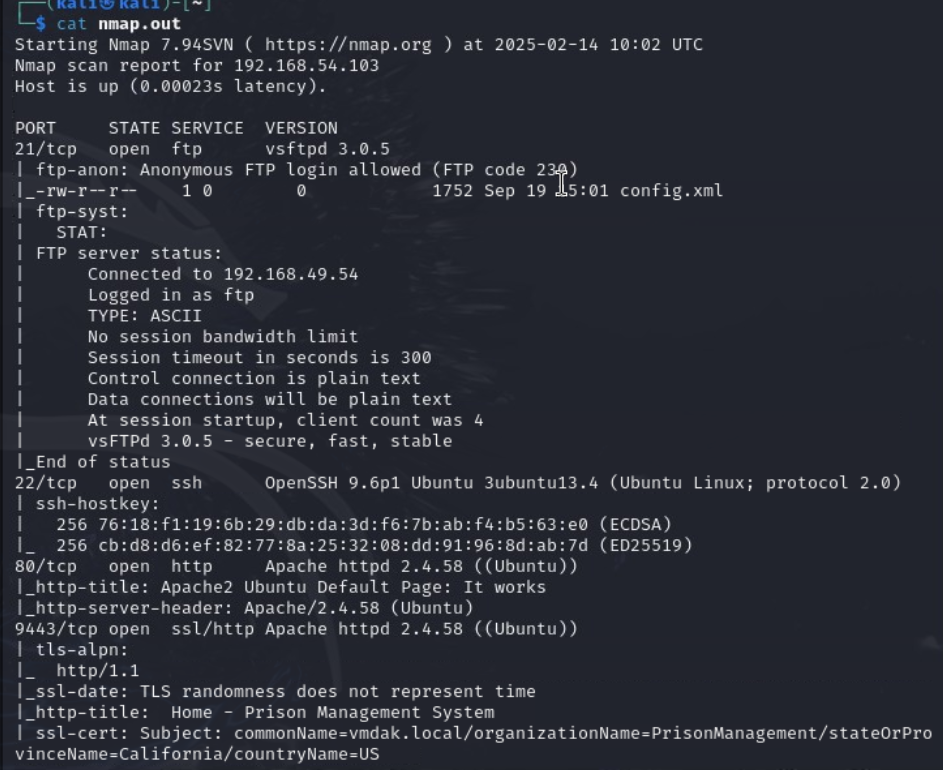 (kali㉿kali)-[~]
$ cat nmap.out
Starting Nmap 7.94SVN ( https://nmap.org ) at 2025-02-14 10:02 UTC
Nmap scan report for 192.168.54.103
Host is up (0.00023s latency).
PORT     STATE SERVICE  VERSION
21/tcp   open  ftp      vsftpd 3.0.5
| ftp-anon: Anonymous FTP login allowed (FTP code 230)
|_-rw-r--r--    1 0        0            1752 Sep 19 15:01 config.xml
| ftp-syst:
|   STAT:
| FTP server status:
|      Connected to 192.168.49.54
|      Logged in as ftp
|      TYPE: ASCII
|      No session bandwidth limit
|      Session timeout in seconds is 300
|      Control connection is plain text
|      Data connections will be plain text
|      At session startup, client count was 4
|      vsFTPd 3.0.5 - secure, fast, stable
|_End of status
22/tcp   open  ssh      OpenSSH 9.6p1 Ubuntu 3ubuntu13.4 (Ubuntu Linux; protocol 2.0)
| ssh-hostkey:
|   256 76:18:f1:19:6b:29:db:da:3d:f6:7b:ab:f4:b5:63:e0 (ECDSA)
|_  256 cb:d8:d6:ef:82:77:8a:25:32:08:dd:91:96:8d:ab:7d (ED25519)
80/tcp   open  http     Apache httpd 2.4.58 ((Ubuntu))
|_http-title: Apache2 Ubuntu Default Page: It works
|_http-server-header: Apache/2.4.58 (Ubuntu)
9443/tcp open  ssl/http Apache httpd 2.4.58 ((Ubuntu))
| tls-alpn:
|_  http/1.1
|_ssl-date: TLS randomness does not represent time
|_http-title:  Home - Prison Management System
| ssl-cert: Subject: commonName=vmdak.local/organizationName=PrisonManagement/stateOrPro
vinceName=California/countryName=US